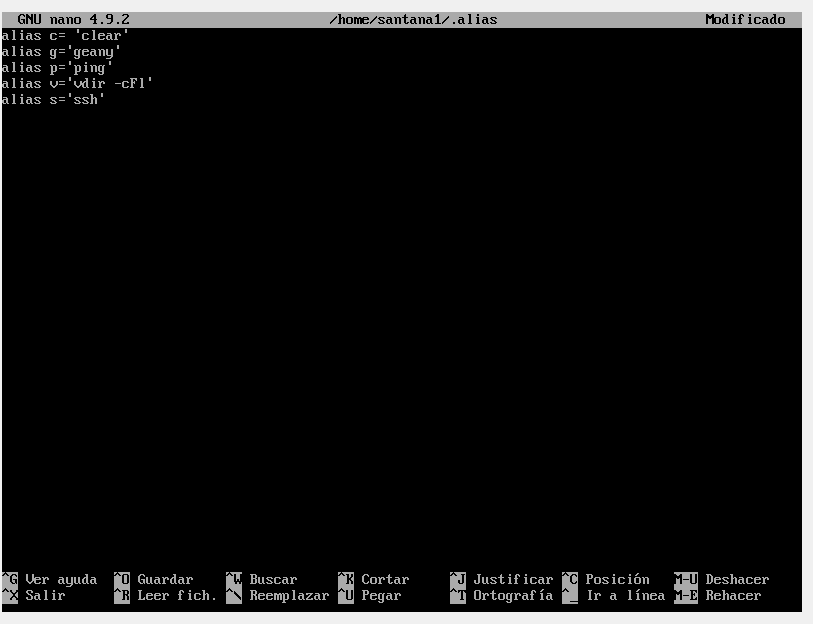 GNU nano 4.9.2 /home/santana1/.alias Modificado
alias c= 'clear'
alias g='geany'
alias p='ping'
alias v='vdir -cFl'
alias s='ssh'
^G Ver ayuda ^O Guardar ^W Buscar ^K Cortar ^J Justificar ^C Posición M-U Deshacer
^X Salir ^R Leer fich. ^\ Reemplazar ^U Pegar ^T Ortografía ^_ Ir a línea M-E Rehacer